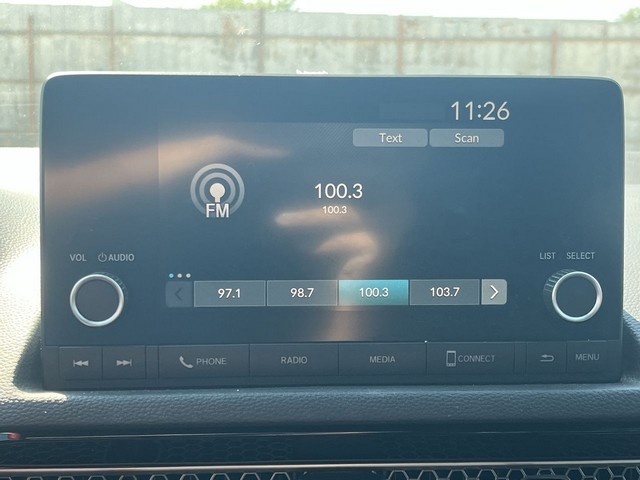 11:26
Text Scan
100.3
100.3
FM
VOL AUDIO
LIST SELECT
97.1 98.7 100.3 103.7
PHONE RADIO MEDIA CONNECT MENU